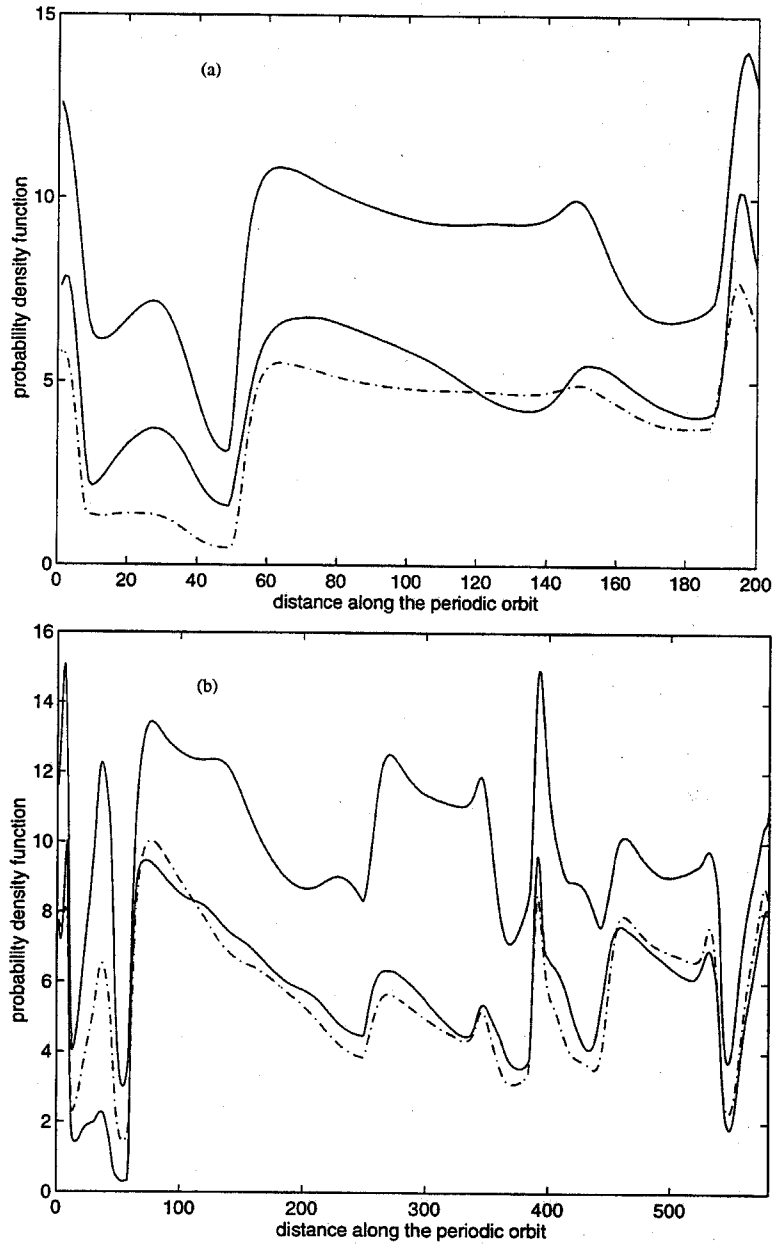 15
(a)
10
probability density function
5
0
0 20 40 60 80 100 120 140 160 180 200
distance along the periodic orbit
16
(b)
14
12
10
probability density function
8
6
4
2
0
0 100 200 300 400 500
distance along the periodic orbit